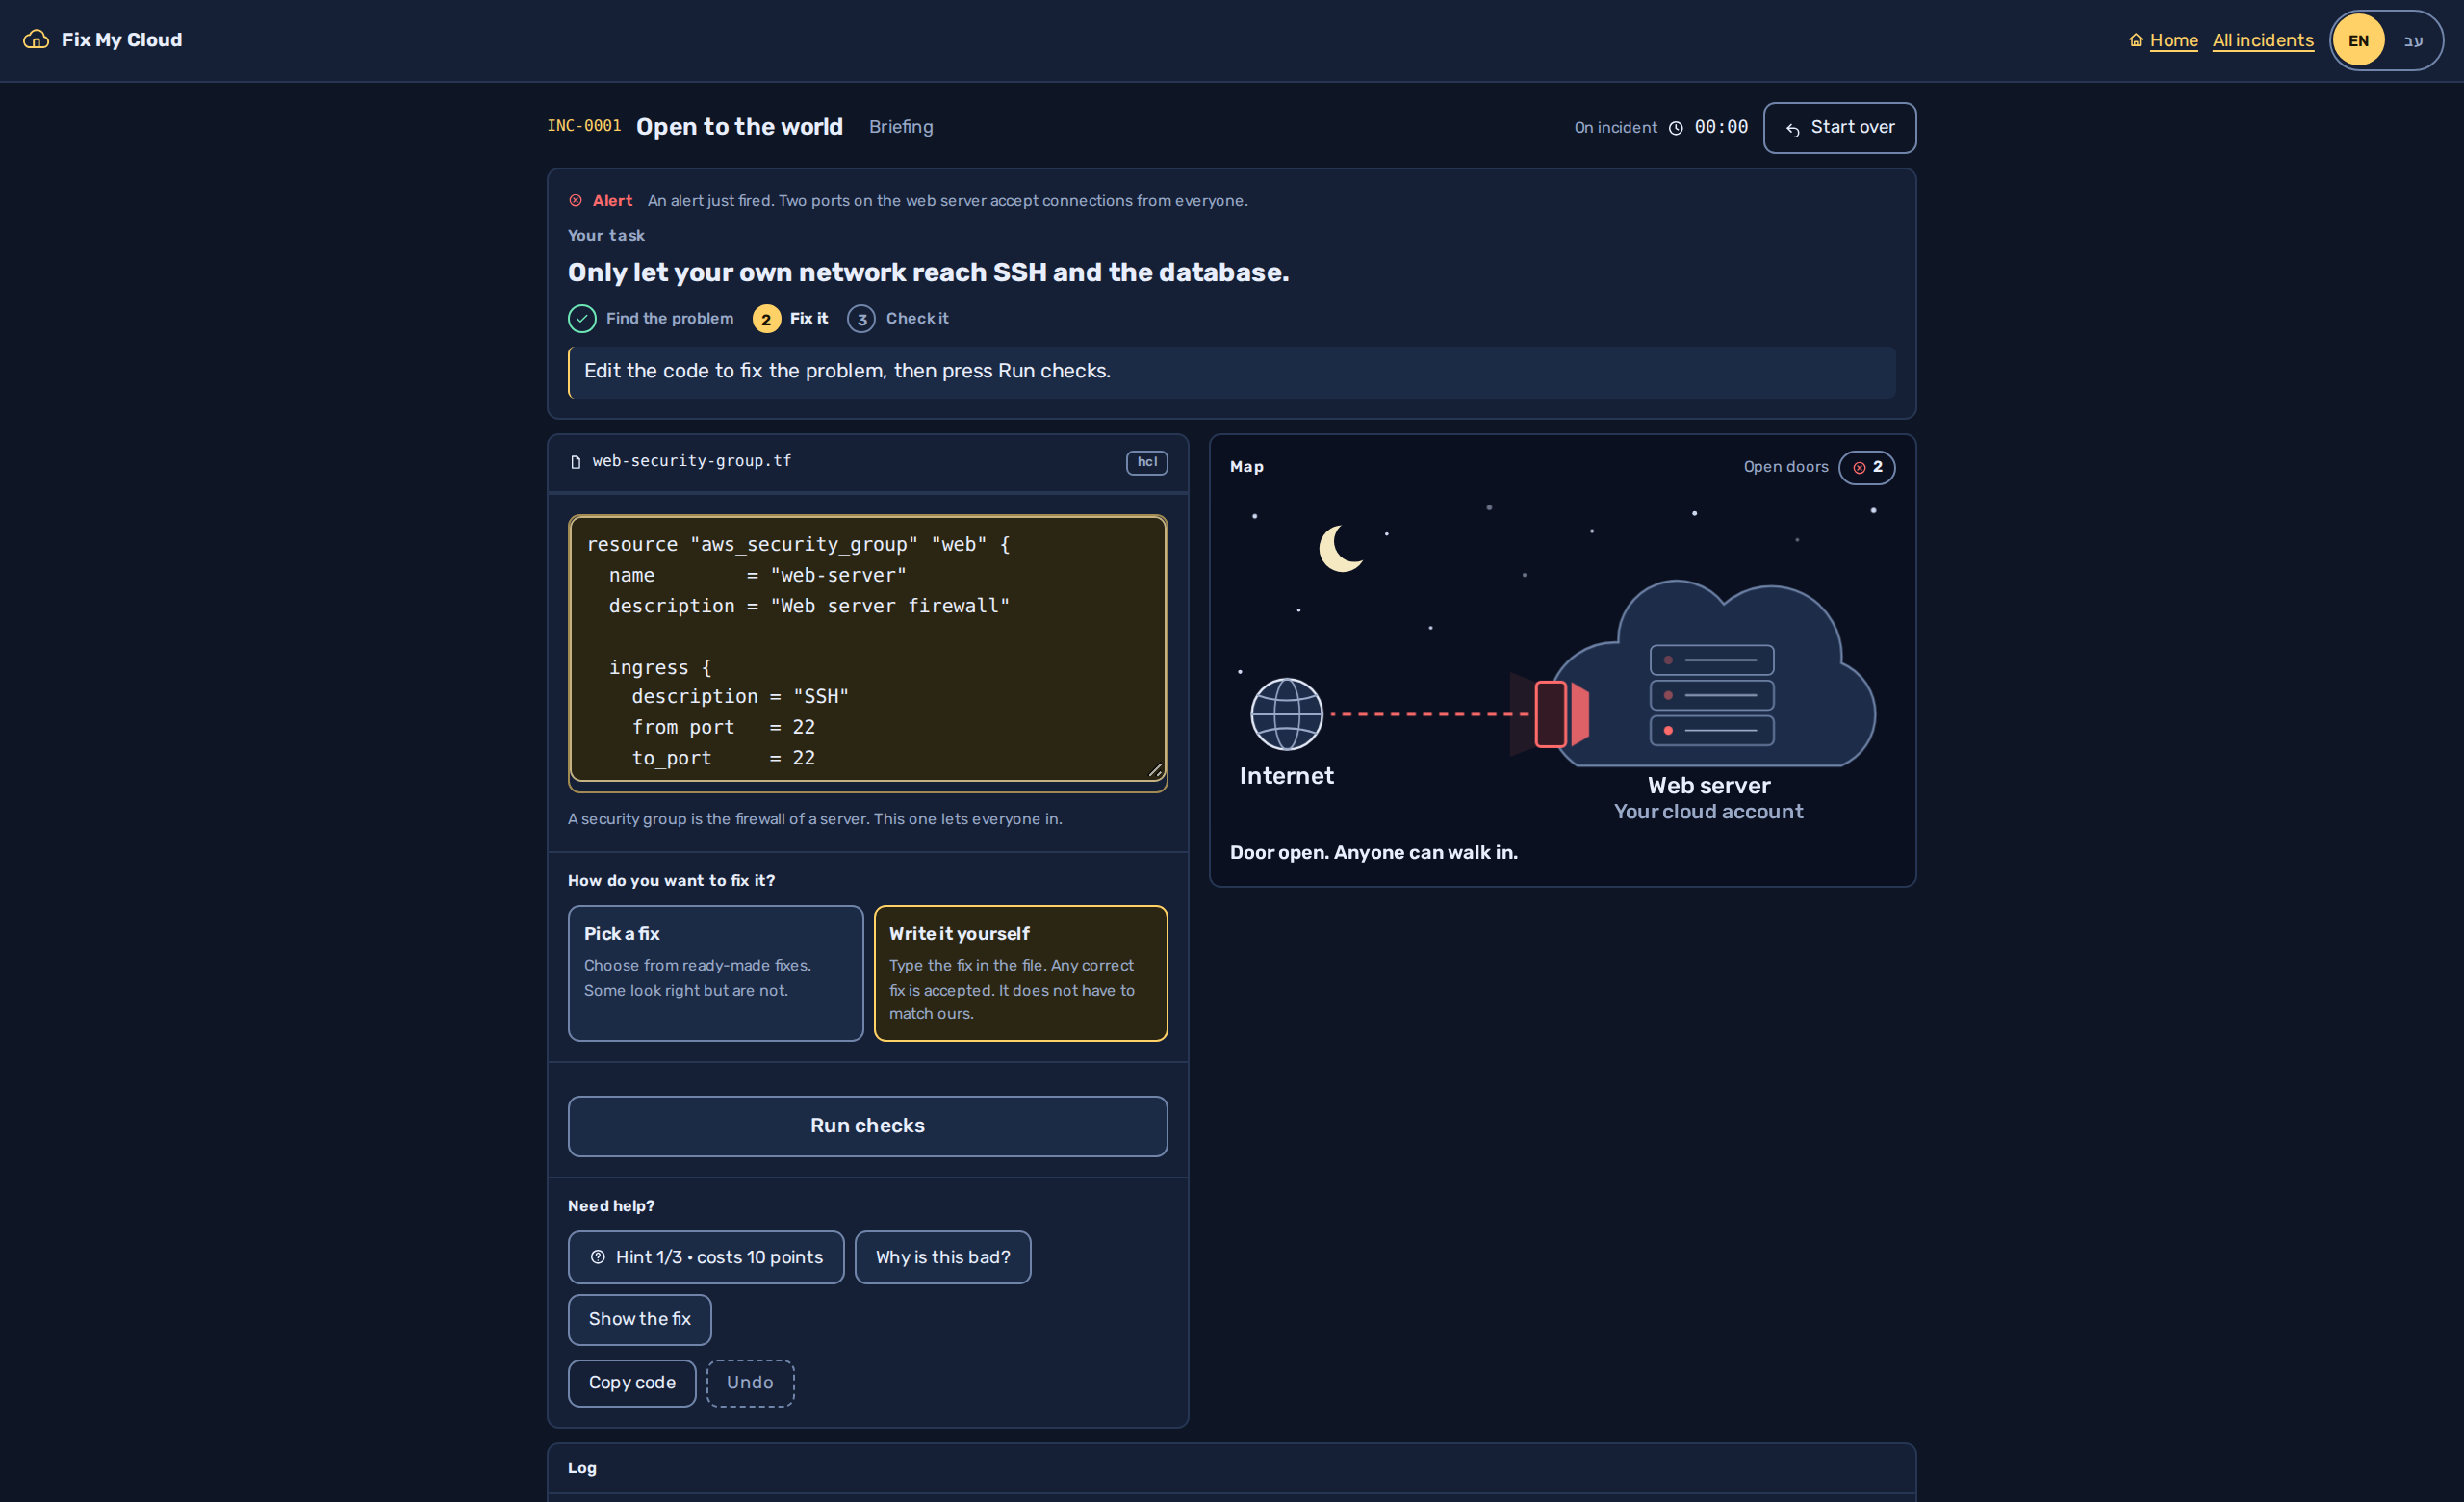 Fix My Cloud
Home
All incidents
EN
עב
INC-0001 Open to the world Briefing
On incident 00:00
Start over
Alert An alert just fired. Two ports on the web server accept connections from everyone.
Your task
Only let your own network reach SSH and the database.
Find the problem 2 Fix it 3 Check it
Edit the code to fix the problem, then press Run checks.
web-security-group.tf
hcl
resource "aws_security_group" "web" {
  name        = "web-server"
  description = "Web server firewall"

  ingress {
    description = "SSH"
    from_port   = 22
    to_port     = 22
A security group is the firewall of a server. This one lets everyone in.
How do you want to fix it?
Pick a fix
Choose from ready-made fixes.
Some look right but are not.
Write it yourself
Type the fix in the file. Any correct
fix is accepted. It does not have to
match ours.
Run checks
Need help?
Hint 1/3 • costs 10 points
Why is this bad?
Show the fix
Copy code
Undo
Map
Open doors 2
Internet
Web server
Your cloud account
Door open. Anyone can walk in.
Log